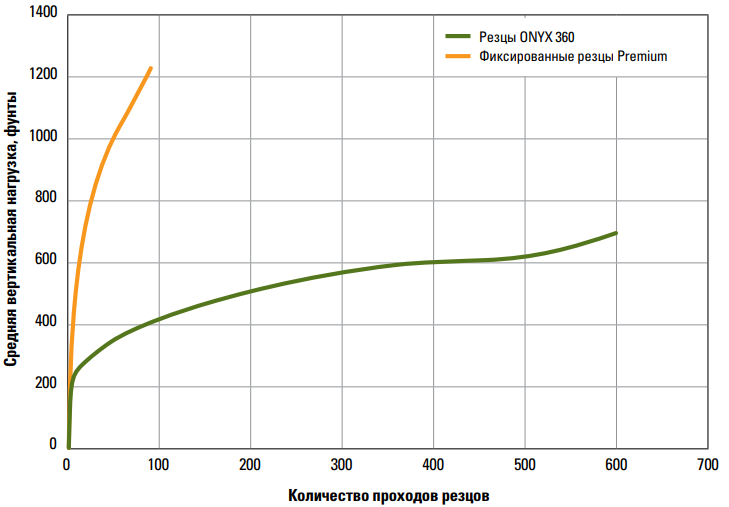 1400
1200
1000
800
600
400
200
0
Средняя вертикальная нагрузка, фунты
Резцы ONYX 360
Фиксированные резцы Premium
0 100 200 300 400 500 600 700
Количество проходов резцов